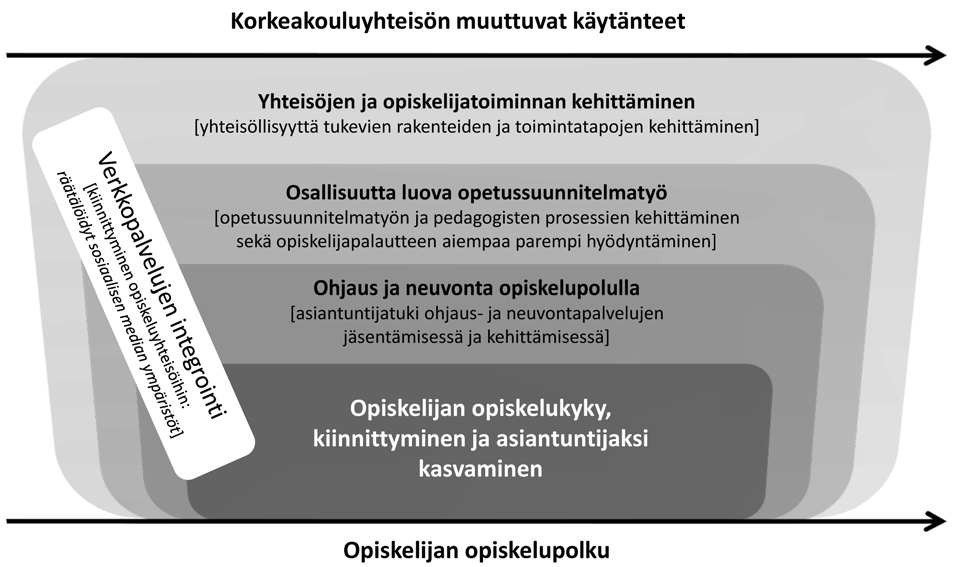 Korkeakouluyhteisön muuttuvat käytänteet
Yhteisöjen ja opiskelijatoiminnan kehittäminen
[yhteisöllisyyttä tukevien rakenteiden ja toimintatapojen kehittäminen]
Verkkopalvelujen integrointi
[kiinnittyminen opiskeluyhteisöihin:
räätälöidyt sosiaalisen median ympäristöt]
Osallisuutta luova opetussuunnitelmatyö
[opetussuunnitelmatyön ja pedagogisten prosessien kehittäminen
sekä opiskelijapalautteen aiempaa parempi hyödyntäminen]
Ohjaus ja neuvonta opiskelupolulla
[asiantuntijatuki ohjaus- ja neuvontapalvelujen
jäsentämisessä ja kehittämisessä]
Opiskelijan opiskelukyky,
kiinnittyminen ja asiantuntijaksi
kasvaminen
Opiskelijan opiskelupolku